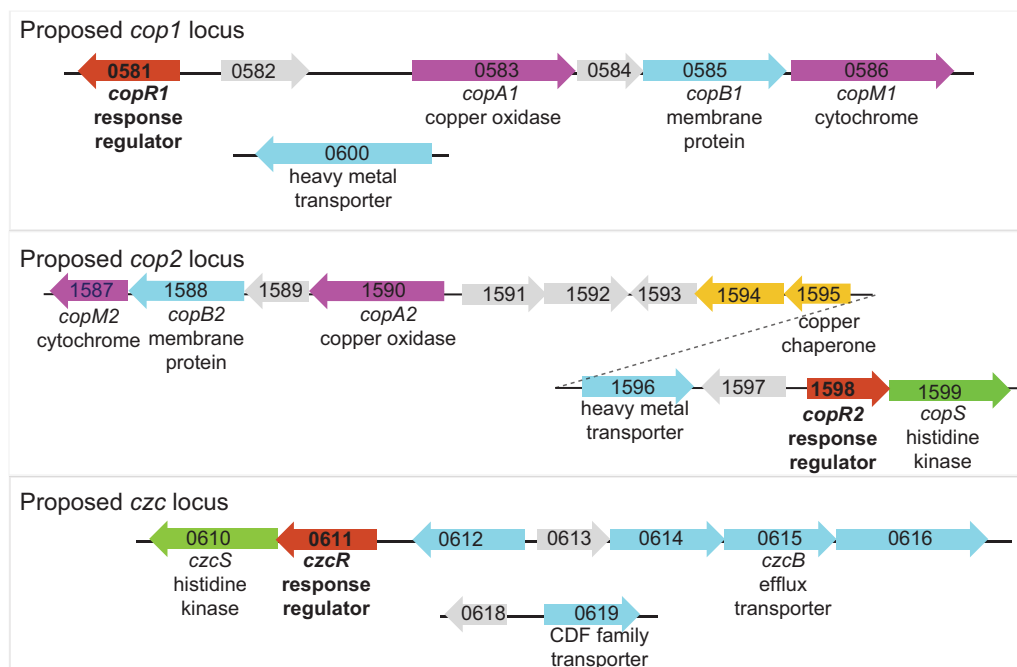 Proposed cop1 locus
0581 0582 0583 0584 0585 0586
copR1 copA1 copB1 copM1
response copper oxidase membrane cytochrome
regulator protein
0600
heavy metal
transporter
Proposed cop2 locus
1587 1588 1589 1590 1591 1592 1593 1594 1595
copM2 copB2 copA2 copper
cytochrome membrane copper oxidase chaperone
protein
1596 1597 1598 1599
heavy metal copR2 copS
transporter response histidine
regulator kinase
Proposed czc locus
0610 0611 0612 0613 0614 0615 0616
czcS czcR czcB
histidine response efflux
kinase regulator transporter
0618 0619
CDF family
transporter